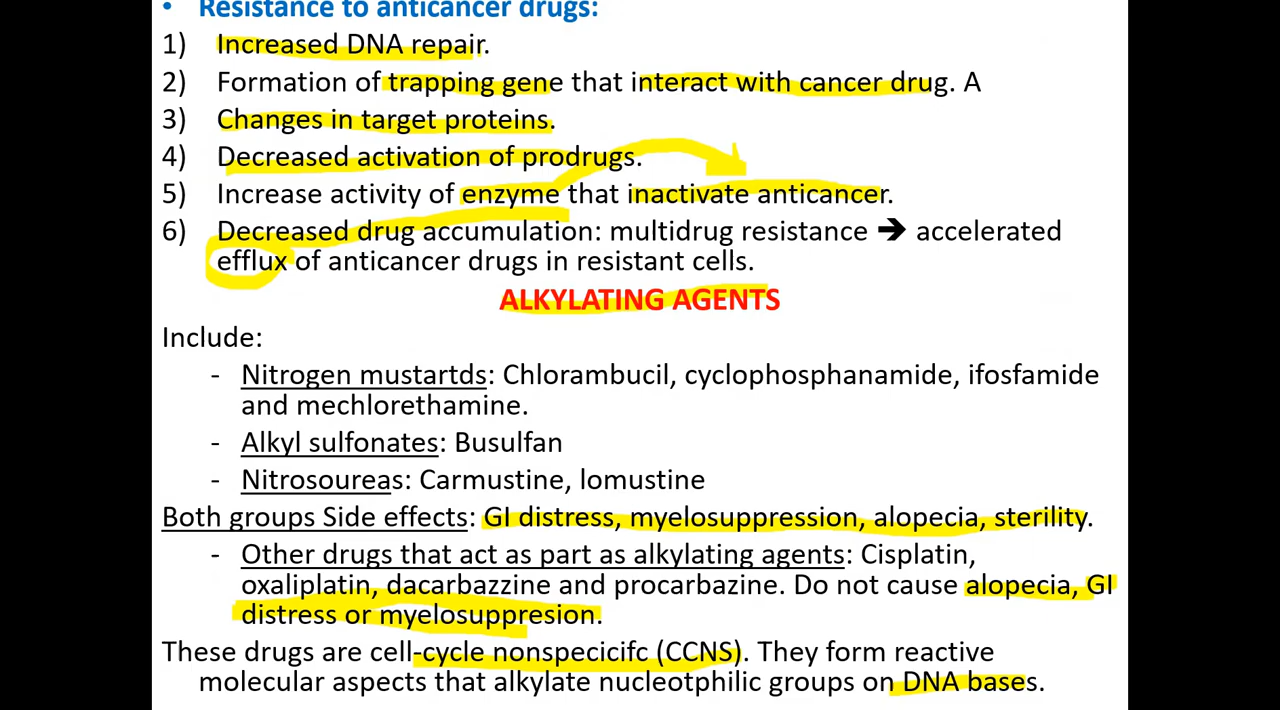 • Resistance to anticancer drugs:
1) Increased DNA repair.
2) Formation of trapping gene that interact with cancer drug. A
3) Changes in target proteins.
4) Decreased activation of prodrugs.
5) Increase activity of enzyme that inactivate anticancer.
6) Decreased drug accumulation: multidrug resistance ➔ accelerated
efflux of anticancer drugs in resistant cells.
ALKYLATING AGENTS
Include:
- Nitrogen mustartds: Chlorambucil, cyclophosphanamide, ifosfamide
and mechlorethamine.
- Alkyl sulfonates: Busulfan
- Nitrosoureas: Carmustine, lomustine
Both groups Side effects: GI distress, myelosuppression, alopecia, sterility.
- Other drugs that act as part as alkylating agents: Cisplatin,
oxaliplatin, dacarbazzine and procarbazine. Do not cause alopecia, GI
distress or myelosuppresion.
These drugs are cell-cycle nonspecicifc (CCNS). They form reactive
molecular aspects that alkylate nucleotphilic groups on DNA bases.